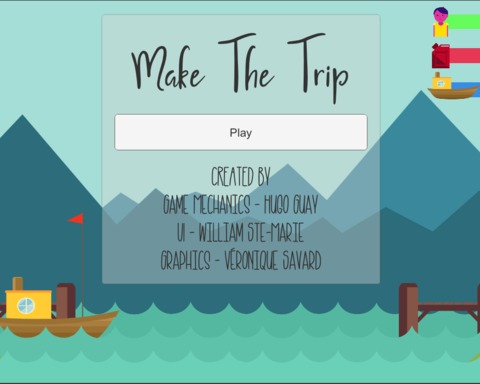 Make The Trip
Play
CREATED BY
GAME MECHANICS - HUGO GUAY
UI - WILLIAM STE-MARIE
GRAPHICS - VÉRONIQUE SAVARD